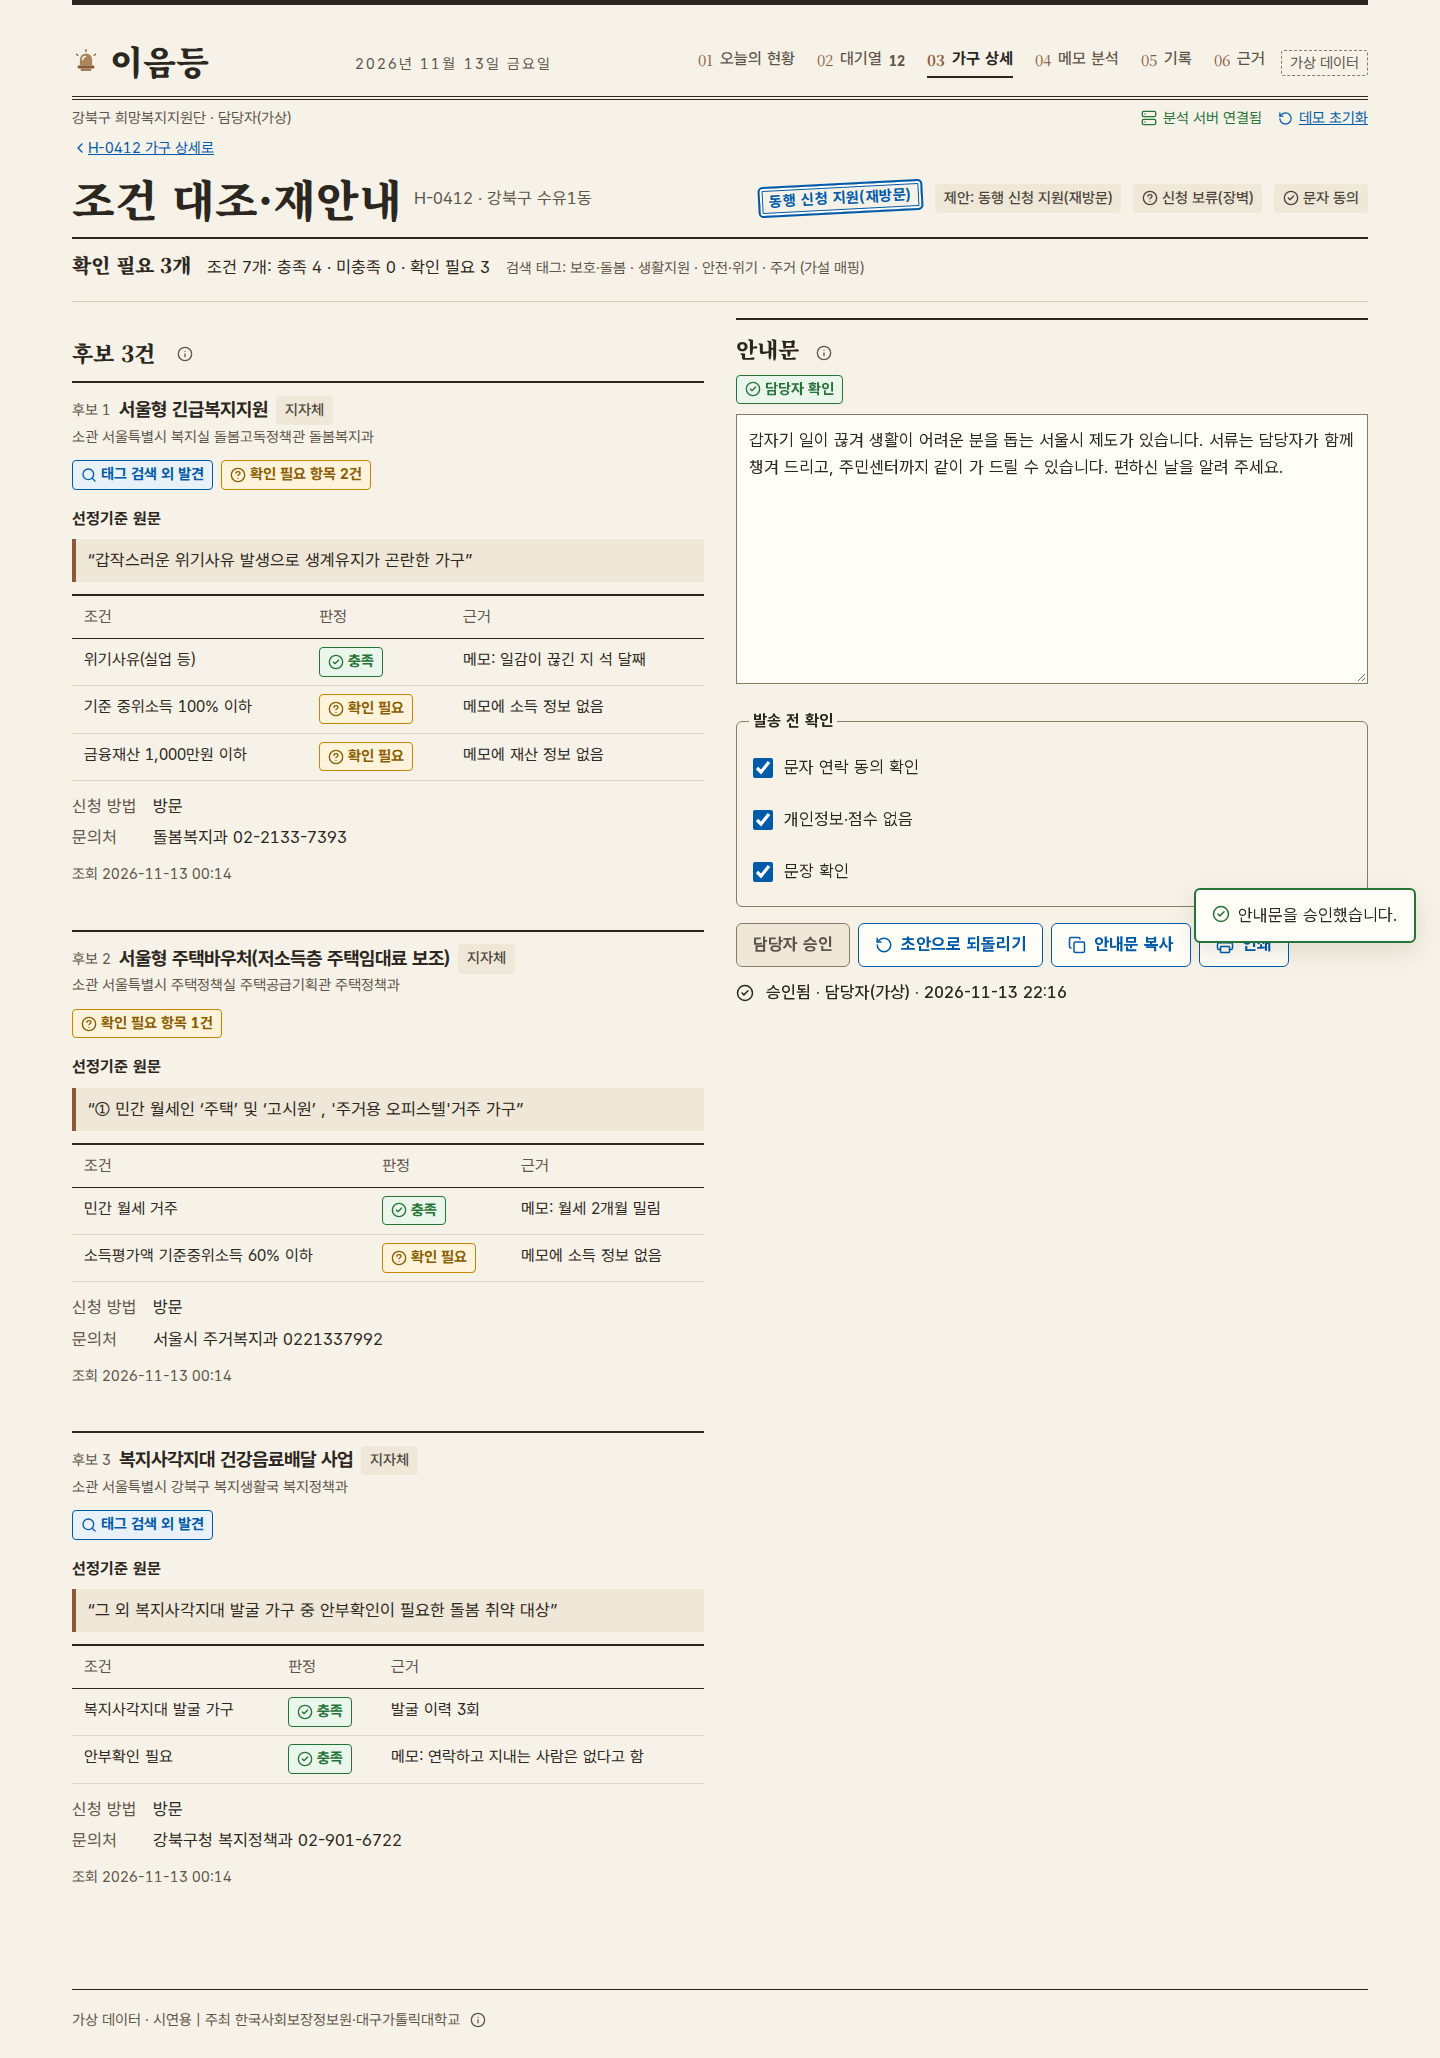 이음등
2026년 11월 13일 금요일
01 오늘의 현황 02 대기열 12 03 가구 상세 04 메모 분석 05 기록 06 근거 가상 데이터
강북구 희망복지지원단 · 담당자(가상)
분석 서버 연결됨 데모 초기화
H-0412 가구 상세로
조건 대조·재안내 H-0412 · 강북구 수유1동
동행 신청 지원(재방문) 제안: 동행 신청 지원(재방문) 신청 보류(장벽) 문자 동의
확인 필요 3개 조건 7개: 충족 4 · 미충족 0 · 확인 필요 3 검색 태그: 보호·돌봄 · 생활지원 · 안전·위기 · 주거 (가설 매핑)
후보 3건
후보 1 서울형 긴급복지지원 지자체
소관 서울특별시 복지실 돌봄고독정책관 돌봄복지과
태그 검색 외 발견 확인 필요 항목 2건
선정기준 원문
“갑작스러운 위기사유 발생으로 생계유지가 곤란한 가구”
조건 판정 근거
위기사유(실업 등) 충족 메모: 일감이 끊긴 지 석 달째
기준 중위소득 100% 이하 확인 필요 메모에 소득 정보 없음
금융재산 1,000만원 이하 확인 필요 메모에 재산 정보 없음
신청 방법 방문
문의처 돌봄복지과 02-2133-7393
조회 2026-11-13 00:14
후보 2 서울형 주택바우처(저소득층 주택임대료 보조) 지자체
소관 서울특별시 주택정책실 주택공급기획관 주택정책과
확인 필요 항목 1건
선정기준 원문
“① 민간 월세인 ‘주택’ 및 ‘고시원’ , '주거용 오피스텔'거주 가구”
조건 판정 근거
민간 월세 거주 충족 메모: 월세 2개월 밀림
소득평가액 기준중위소득 60% 이하 확인 필요 메모에 소득 정보 없음
신청 방법 방문
문의처 서울시 주거복지과 0221337992
조회 2026-11-13 00:14
후보 3 복지사각지대 건강음료배달 사업 지자체
소관 서울특별시 강북구 복지생활국 복지정책과
태그 검색 외 발견
선정기준 원문
“그 외 복지사각지대 발굴 가구 중 안부확인이 필요한 돌봄 취약 대상”
조건 판정 근거
복지사각지대 발굴 가구 충족 발굴 이력 3회
안부확인 필요 충족 메모: 연락하고 지내는 사람은 없다고 함
신청 방법 방문
문의처 강북구청 복지정책과 02-901-6722
조회 2026-11-13 00:14
안내문
담당자 확인
갑자기 일이 끊겨 생활이 어려운 분을 돕는 서울시 제도가 있습니다. 서류는 담당자가 함께
챙겨 드리고, 주민센터까지 같이 가 드릴 수 있습니다. 편하신 날을 알려 주세요.
발송 전 확인
문자 연락 동의 확인
개인정보·점수 없음
문장 확인
안내문을 승인했습니다.
담당자 승인 초안으로 되돌리기 안내문 복사
승인됨 · 담당자(가상) · 2026-11-13 22:16
가상 데이터 · 시연용 | 주최 한국사회보장정보원·대구가톨릭대학교